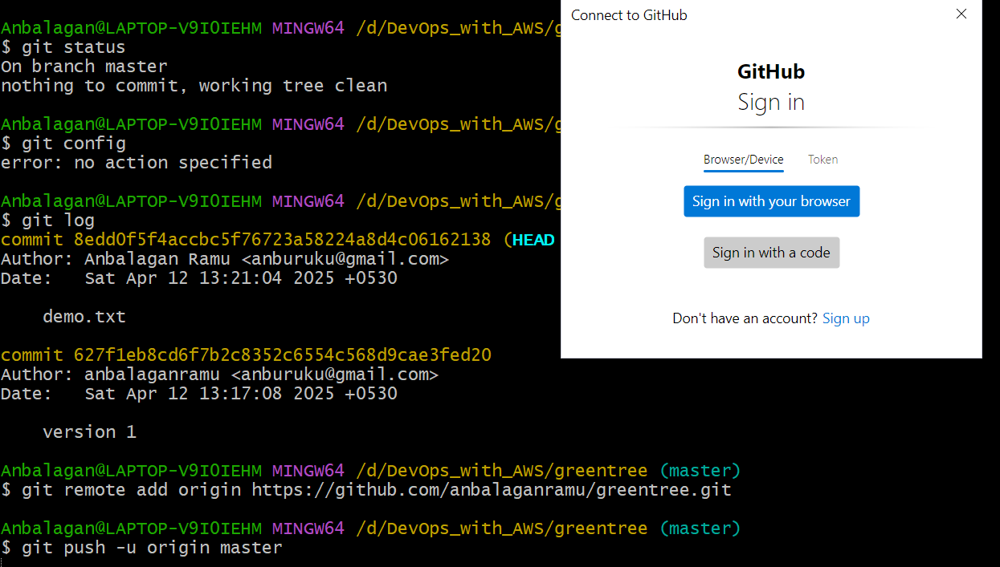 Anbalagan@LAPTOP-V9I0IEHM MINGW64 /d/DevOps_with_AWS/g
$ git status
On branch master
nothing to commit, working tree clean
Anbalagan@LAPTOP-V9I0IEHM MINGW64 /d/DevOps_with_AWS/g
$ git config
error: no action specified
Anbalagan@LAPTOP-V9I0IEHM MINGW64 /d/DevOps_with_AWS/g
$ git log
commit 8edd0f5f4accbc5f76723a58224a8d4c06162138 (HEAD
Author: Anbalagan Ramu <anburuku@gmail.com>
Date:   Sat Apr 12 13:21:04 2025 +0530
demo.txt
commit 627f1eb8cd6f7b2c8352c6554c568d9cae3fed20
Author: anbalaganramu <anburuku@gmail.com>
Date:   Sat Apr 12 13:17:08 2025 +0530
version 1
Anbalagan@LAPTOP-V9I0IEHM MINGW64 /d/DevOps_with_AWS/greentree (master)
$ git remote add origin https://github.com/anbalaganramu/greentree.git
Anbalagan@LAPTOP-V9I0IEHM MINGW64 /d/DevOps_with_AWS/greentree (master)
$ git push -u origin master
Connect to GitHub
GitHub
Sign in
Browser/Device Token
Sign in with your browser
Sign in with a code
Don't have an account? Sign up